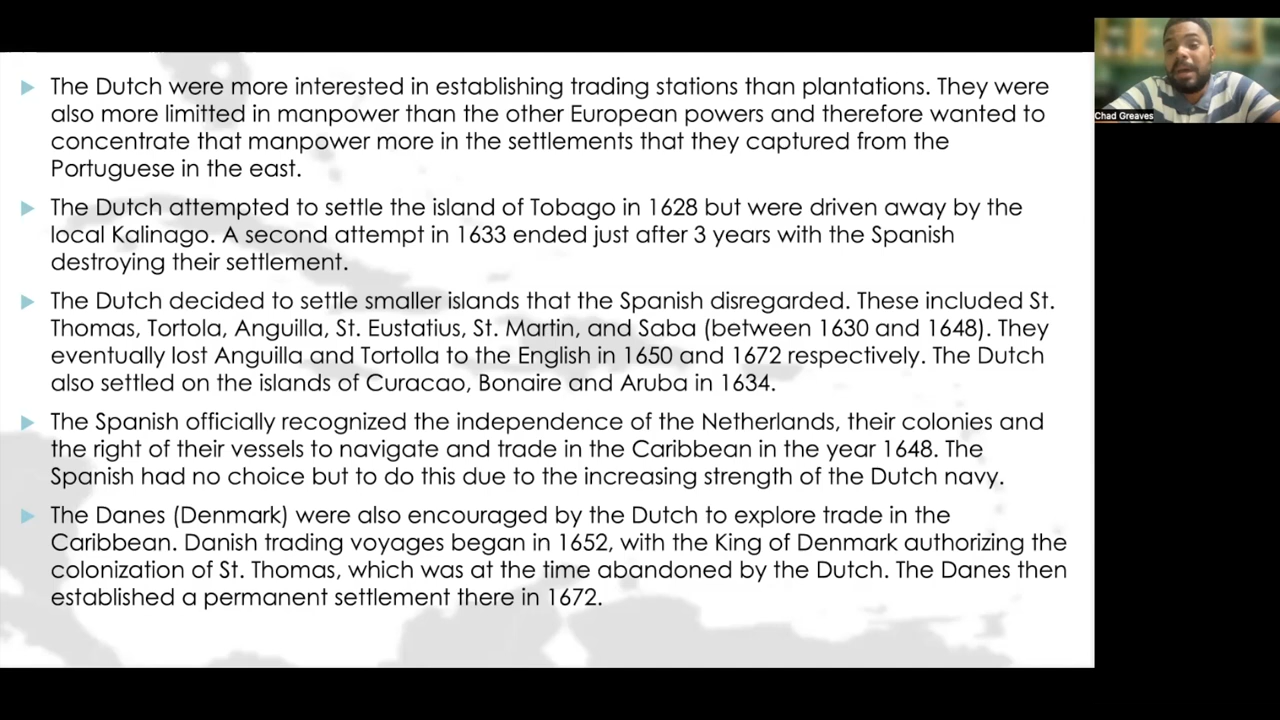 The Dutch were more interested in establishing trading stations than plantations. They were
also more limitted in manpower than the other European powers and therefore wanted to
concentrate that manpower more in the settlements that they captured from the
Portuguese in the east.
The Dutch attempted to settle the island of Tobago in 1628 but were driven away by the
local Kalinago. A second attempt in 1633 ended just after 3 years with the Spanish
destroying their settlement.
The Dutch decided to settle smaller islands that the Spanish disregarded. These included St.
Thomas, Tortola, Anguilla, St. Eustatius, St. Martin, and Saba (between 1630 and 1648). They
eventually lost Anguilla and Tortolla to the English in 1650 and 1672 respectively. The Dutch
also settled on the islands of Curacao, Bonaire and Aruba in 1634.
The Spanish officially recognized the independence of the Netherlands, their colonies and
the right of their vessels to navigate and trade in the Caribbean in the year 1648. The
Spanish had no choice but to do this due to the increasing strength of the Dutch navy.
The Danes (Denmark) were also encouraged by the Dutch to explore trade in the
Caribbean. Danish trading voyages began in 1652, with the King of Denmark authorizing the
colonization of St. Thomas, which was at the time abandoned by the Dutch. The Danes then
established a permanent settlement there in 1672.
Chad Greaves